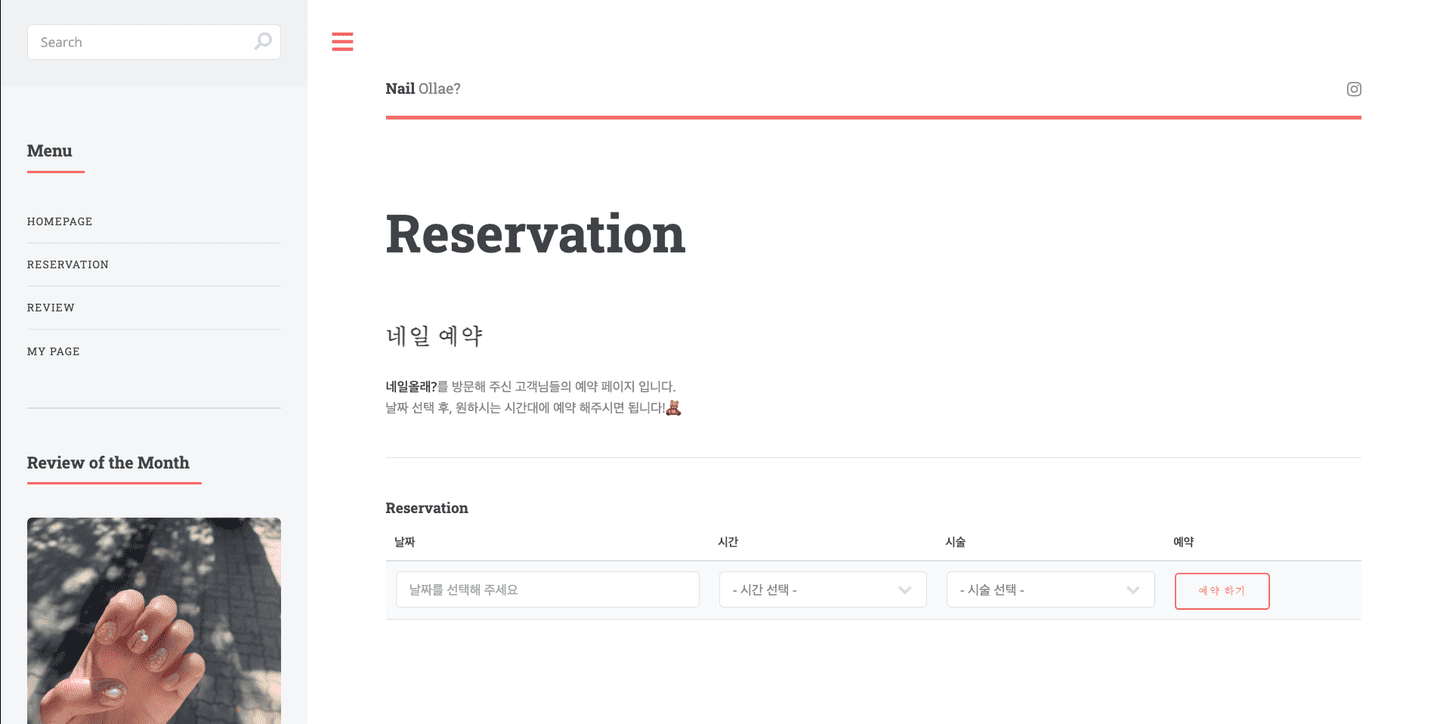 Search
Menu
HOMEPAGE
RESERVATION
REVIEW
MY PAGE
Review of the Month
Nail Ollae?
Reservation
네일 예약
네일올래?를 방문해 주신 고객님들의 예약 페이지 입니다.
날짜 선택 후, 원하시는 시간대에 예약 해주시면 됩니다!🧸
Reservation
날짜 시간 시술 예약
날짜를 선택해 주세요 - 시간 선택 - - 시술 선택 - 예약 하기